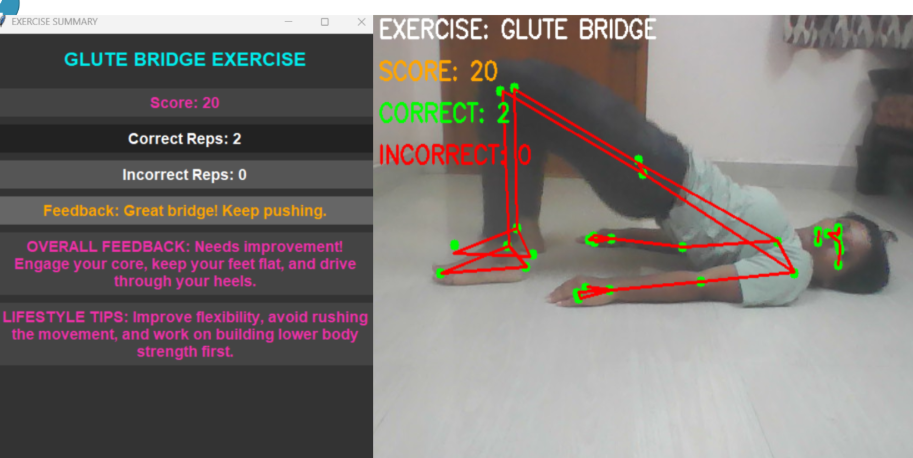 EXERCISE SUMMARY
GLUTE BRIDGE EXERCISE
Score: 20
Correct Reps: 2
Incorrect Reps: 0
Feedback: Great bridge! Keep pushing.
OVERALL FEEDBACK: Needs improvement!
Engage your core, keep your feet flat, and drive
through your heels.
LIFESTYLE TIPS: Improve flexibility, avoid rushing
the movement, and work on building lower body
strength first.
EXERCISE: GLUTE BRIDGE
SCORE: 20
CORRECT: 2
INCORRECT: 0